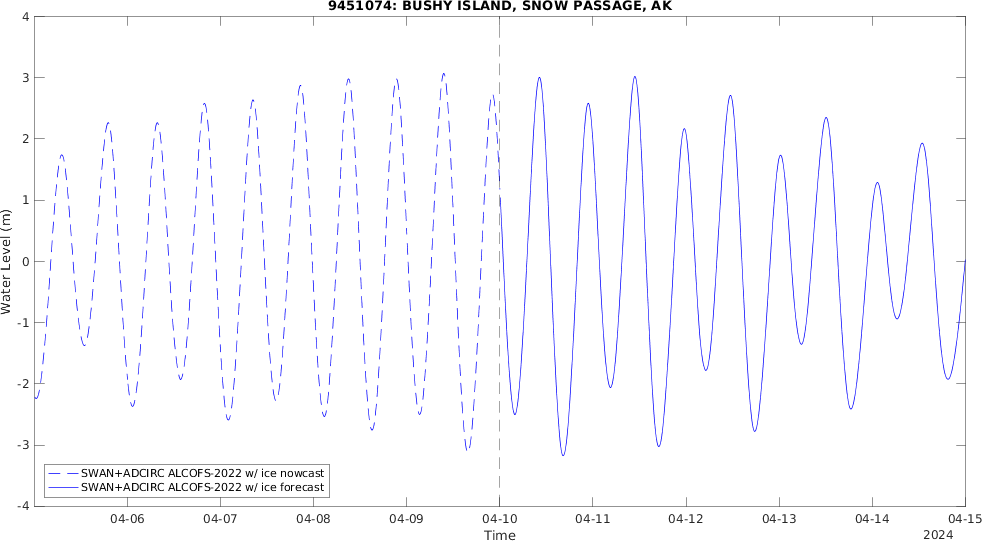 9451074: BUSHY ISLAND, SNOW PASSAGE, AK
4
3
2
1
0
-1
-2
-3
-4
Water Level (m)
SWAN+ADCIRC ALCOFS-2022 w/ ice nowcast
SWAN+ADCIRC ALCOFS-2022 w/ ice forecast
04-06 04-07 04-08 04-09 04-10 04-11 04-12 04-13 04-14 04-15
Time
2024